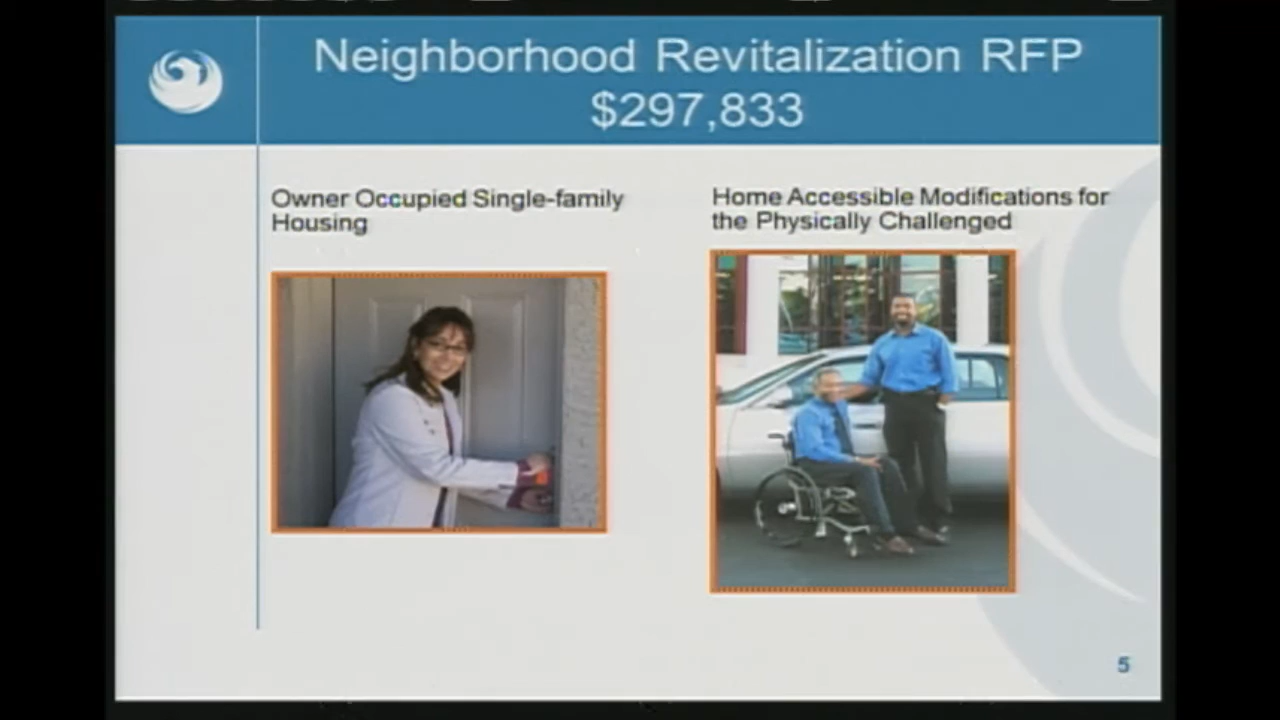 Neighborhood Revitalization RFP
$297,833
Owner Occupied Single-family
Housing
Home Accessible Modifications for
the Physically Challenged
5